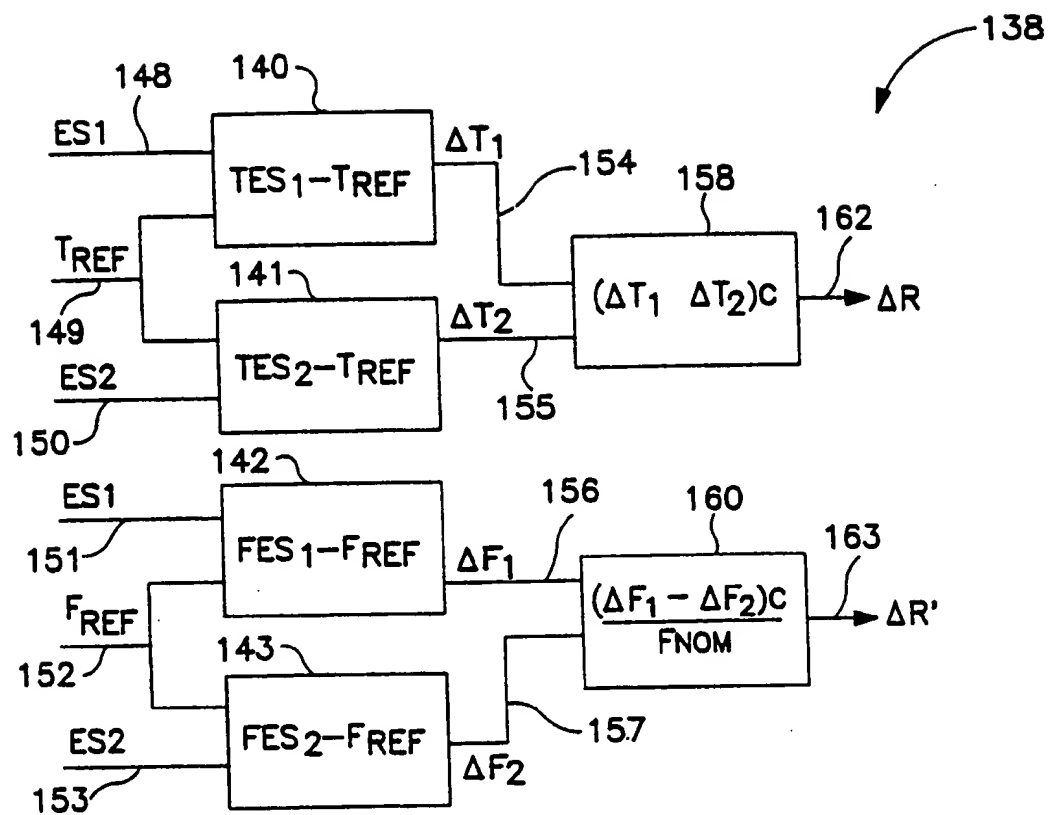 138
148
140
ES1
TES1-TREF
ΔT1
154
158
162
TREF
149
141
(ΔT1 ΔT2)C
ΔR
ES2
150
TES2-TREF
ΔT2
155
142
ES1
151
FES1-FREF
ΔF1
156
160
163
FREF
152
143
(ΔF1 - ΔF2)C
FNOM
ΔR'
ES2
153
FES2-FREF
ΔF2
157